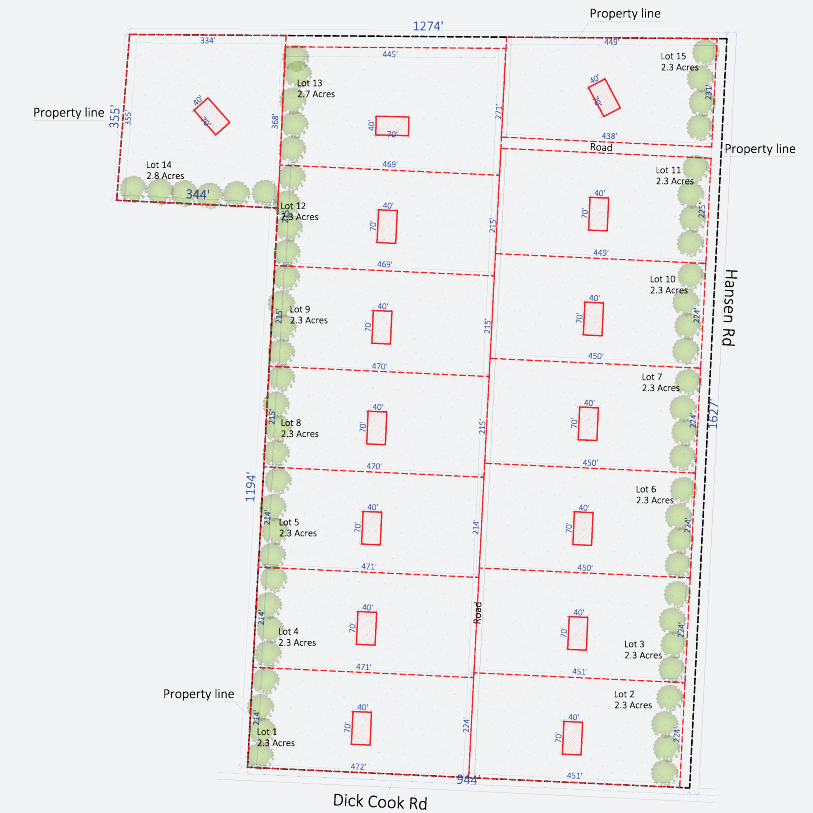 Property line
1274'
334'
449'
445'
Lot 15
2.3 Acres
Lot 13
2.7 Acres
40'
70'
231'
Property line
355'
355'
40'
70'
368'
40'
70'
271'
438'
Road
Property line
Lot 14
2.8 Acres
344'
469'
Lot 11
2.3 Acres
Lot 12
2.3 Acres
40'
70'
215'
40'
70'
225'
449'
469'
Lot 10
2.3 Acres
Hansen Rd
Lot 9
2.3 Acres
215'
40'
70'
215'
40'
70'
224'
450'
470'
Lot 7
2.3 Acres
Lot 8
2.3 Acres
215'
40'
70'
215'
40'
70'
224'
1627'
450'
470'
1194'
Lot 6
2.3 Acres
Lot 5
2.3 Acres
214'
40'
70'
214'
40'
70'
224'
450'
471'
Road
214'
Lot 4
2.3 Acres
40'
70'
40'
70'
224'
Lot 3
2.3 Acres
471'
451'
Property line
Lot 2
2.3 Acres
214'
Lot 1
2.3 Acres
40'
70'
224'
40'
70'
224'
472'
944'
451'
Dick Cook Rd